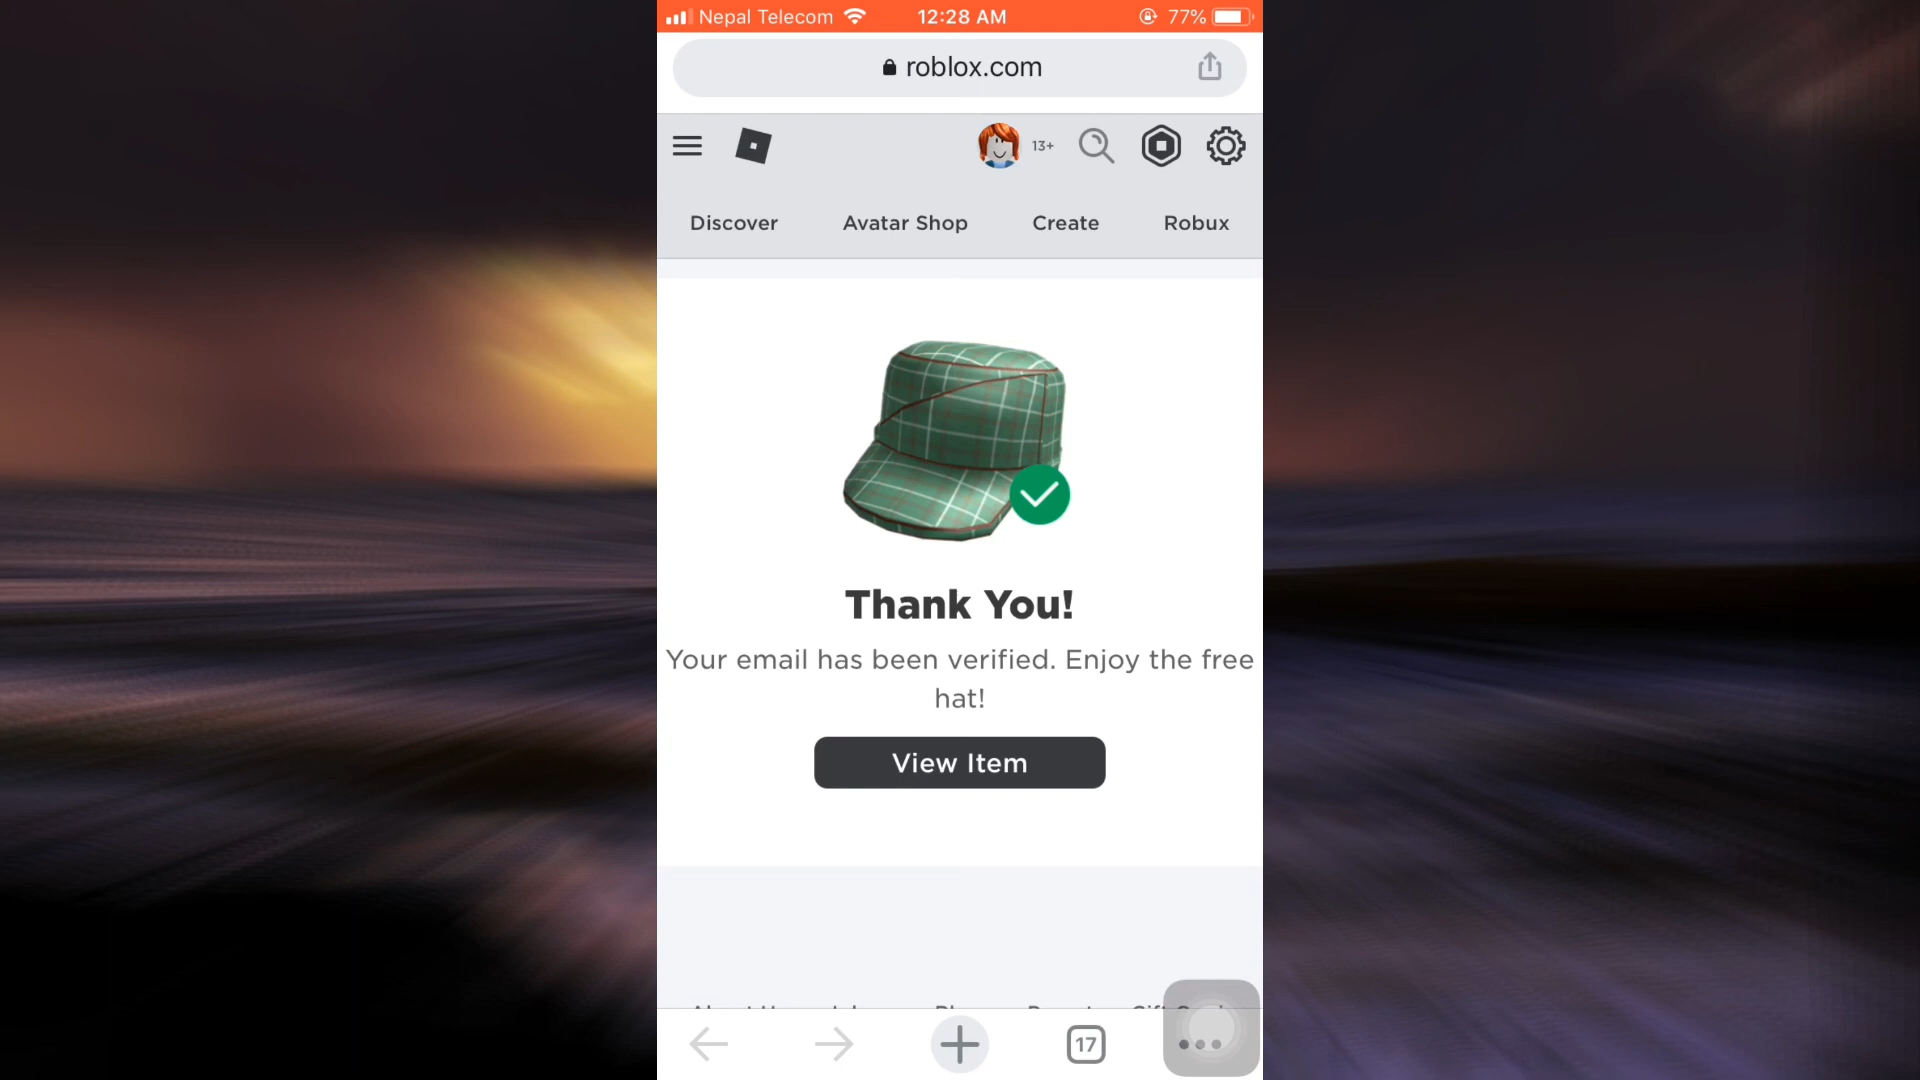 Nepal Telecom 12:28 AM 77%
roblox.com
13+
Discover Avatar Shop Create Robux
Thank You!
Your email has been verified. Enjoy the free
hat!
View Item
17